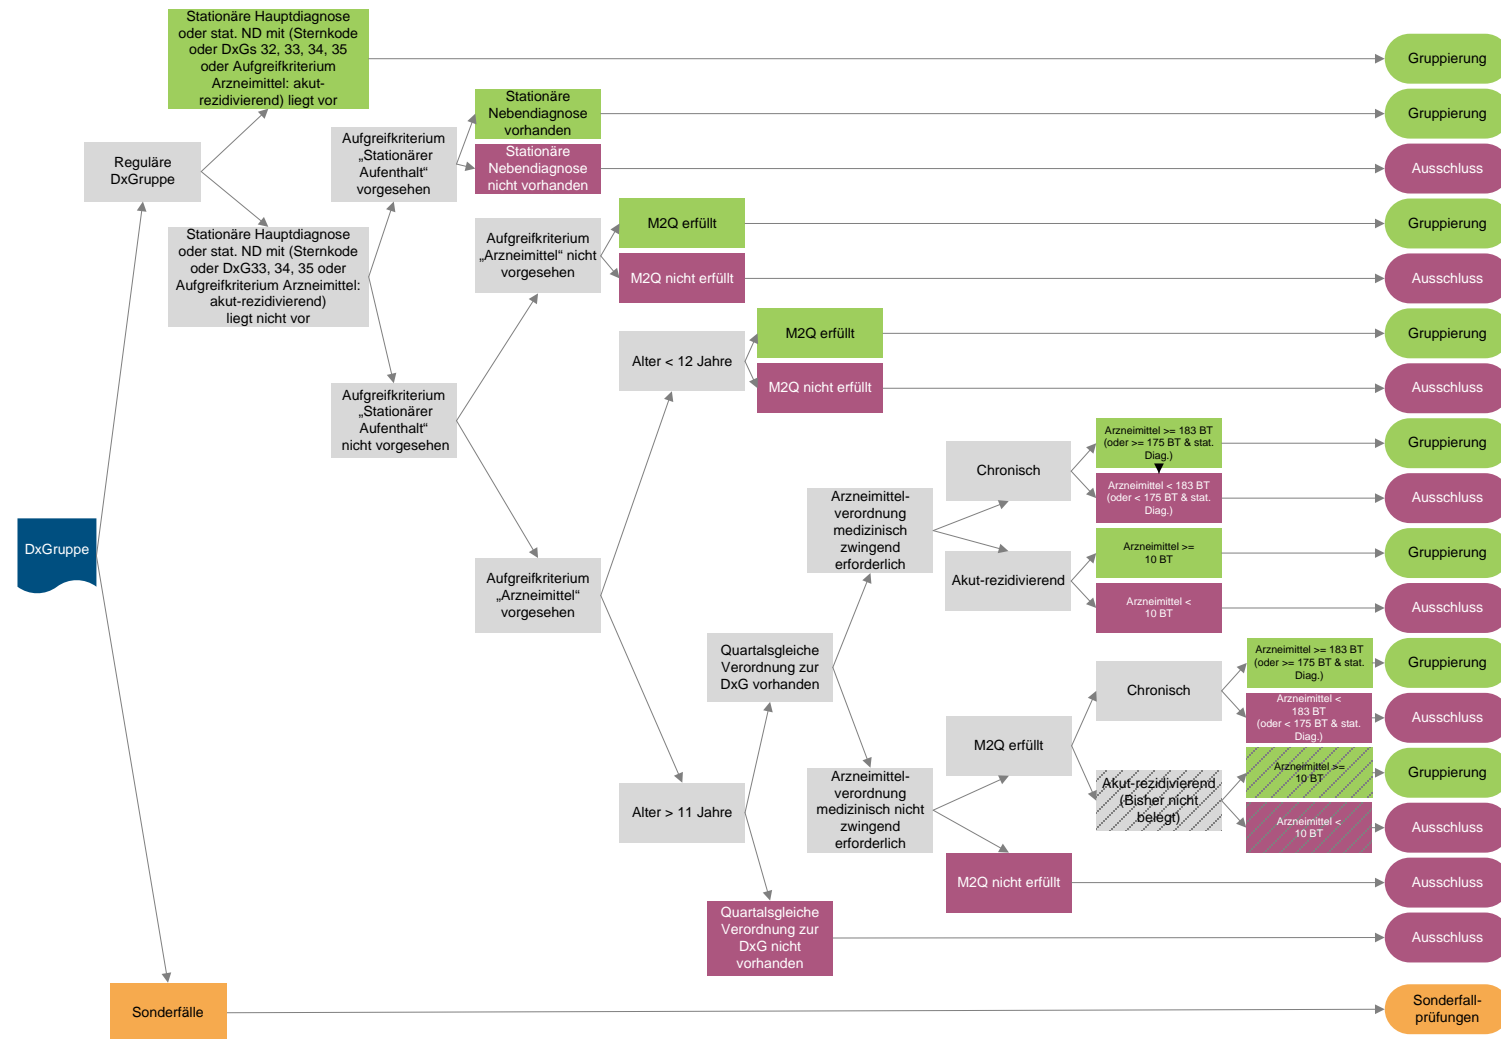 Stationäre Hauptdiagnose
oder stat. ND mit (Sternkode
oder DxGs 32, 33, 34, 35
oder Aufgreifkriterium
Arzneimittel: akut-
rezidivierend) liegt vor
Gruppierung
Stationäre
Nebendiagnose
vorhanden
Gruppierung
Aufgreifkriterium
„Stationärer
Aufenthalt“
vorgesehen
Stationäre
Nebendiagnose
nicht vorhanden
Ausschluss
Reguläre
DxGruppe
Stationäre Hauptdiagnose
oder stat. ND mit (Sternkode
oder DxG33, 34, 35 oder
Aufgreifkriterium Arzneimittel:
akut-rezidivierend)
liegt nicht vor
Aufgreifkriterium
„Arzneimittel“ nicht
vorgesehen
M2Q erfüllt
Gruppierung
M2Q nicht erfüllt
Ausschluss
Alter < 12 Jahre
M2Q erfüllt
Gruppierung
M2Q nicht erfüllt
Ausschluss
Aufgreifkriterium
„Stationärer
Aufenthalt“
nicht vorgesehen
Chronisch
Arzneimittel >= 183 BT
(oder >= 175 BT & stat.
Diag.)
Gruppierung
Arzneimittel < 183 BT
(oder < 175 BT & stat.
Diag.)
Ausschluss
Arzneimittel-
verordnung
medizinisch
zwingend
erforderlich
DxGruppe
Akut-rezidivierend
Arzneimittel >=
10 BT
Gruppierung
Arzneimittel <
10 BT
Ausschluss
Aufgreifkriterium
„Arzneimittel“
vorgesehen
Quartalsgleiche
Verordnung zur
DxG vorhanden
Chronisch
Arzneimittel >= 183 BT
(oder >= 175 BT & stat.
Diag.)
Gruppierung
Arzneimittel <
183 BT
(oder < 175 BT & stat.
Diag.)
Ausschluss
M2Q erfüllt
Akut-rezidivierend
(Bisher nicht
belegt)
Arzneimittel >=
10 BT
Gruppierung
Arzneimittel <
10 BT
Ausschluss
Alter > 11 Jahre
Arzneimittel-
verordnung
medizinisch nicht
zwingend
erforderlich
M2Q nicht erfüllt
Ausschluss
Quartalsgleiche
Verordnung zur
DxG nicht
vorhanden
Ausschluss
Sonderfälle
Sonderfall-
prüfungen